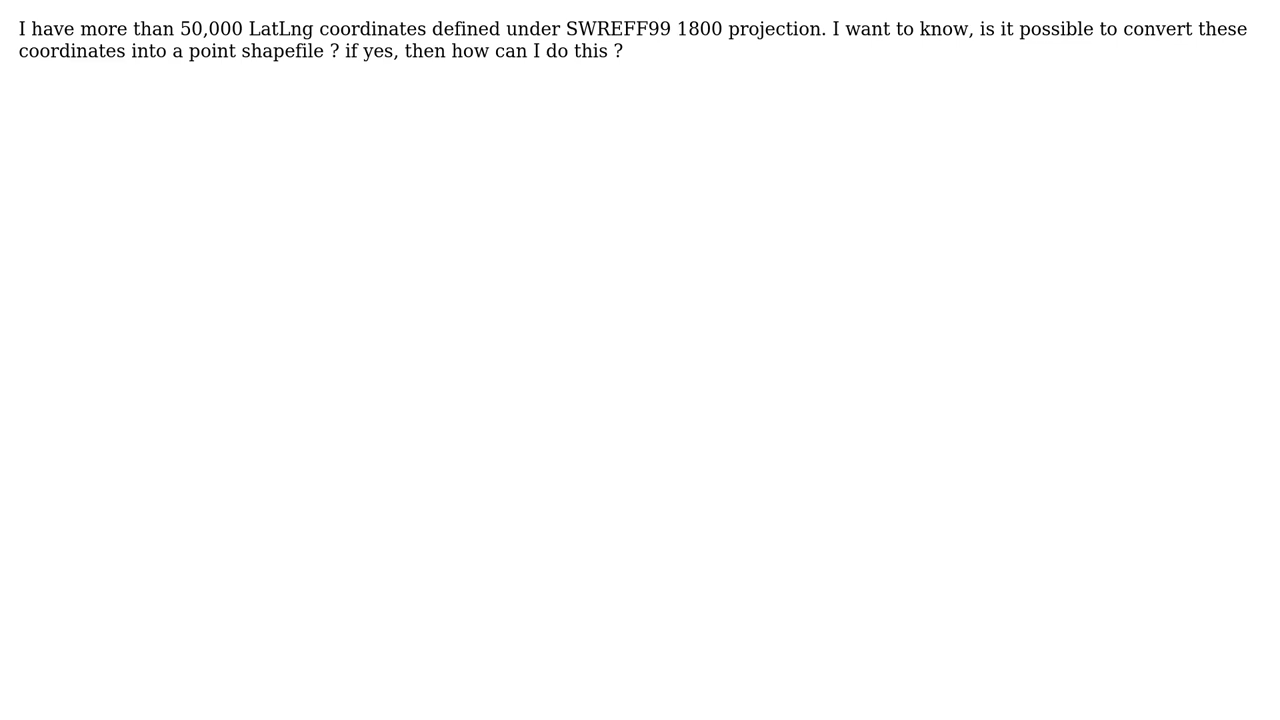 I have more than 50,000 LatLng coordinates defined under SWREFF99 1800 projection. I want to know, is it possible to convert these
coordinates into a point shapefile ? if yes, then how can I do this ?